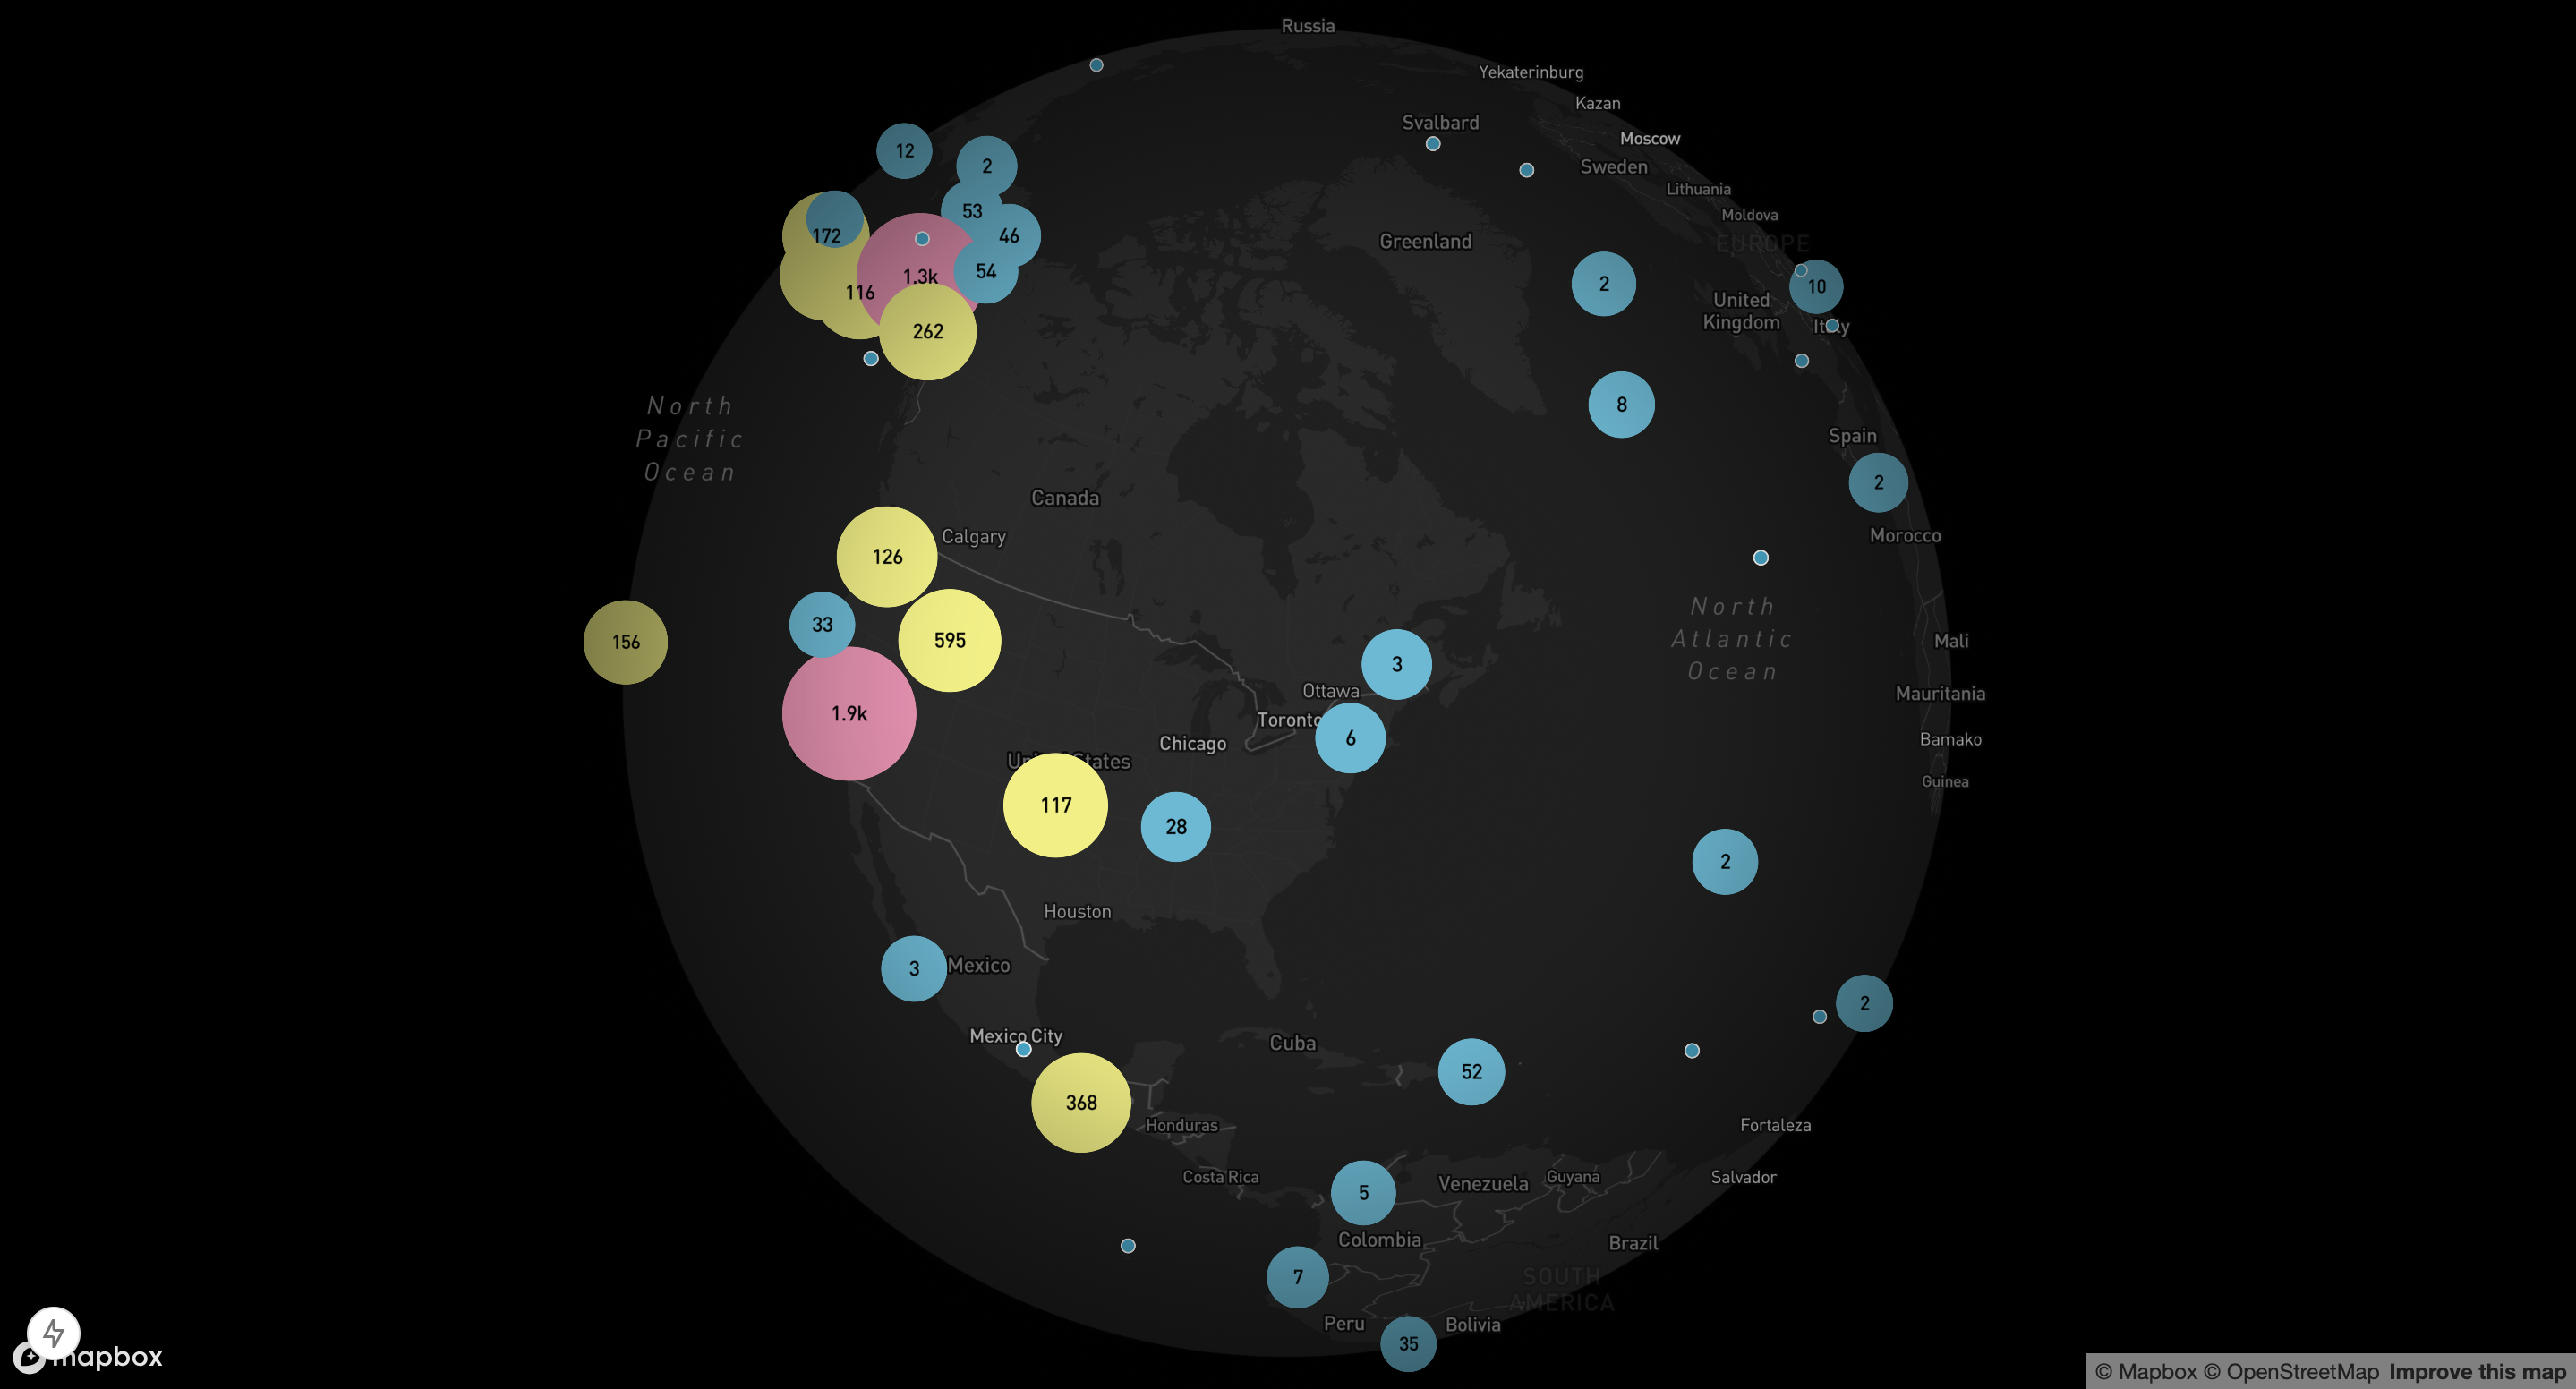 Russia
Yekaterinburg
Kazan
Svalbard
Moscow
12
2
Sweden
Lithuania
53
Moldova
172
46
Greenland
EUROPE
54
1.3k
2
10
116
United
Kingdom
Italy
262
8
North
Pacific
Ocean
Spain
2
Canada
Calgary
Morocco
126
North
Atlantic
Ocean
33
595
156
Mali
3
Ottawa
Mauritania
1.9k
Toronto
6
Chicago
Bamako
United States
Guinea
117
28
2
Houston
3
Mexico
2
Mexico City
Cuba
52
368
Honduras
Fortaleza
Costa Rica
5
Venezuela
Guyana
Salvador
Colombia
Brazil
7
SOUTH
AMERICA
Peru
Bolivia
35
mapbox
© Mapbox © OpenStreetMap Improve this map